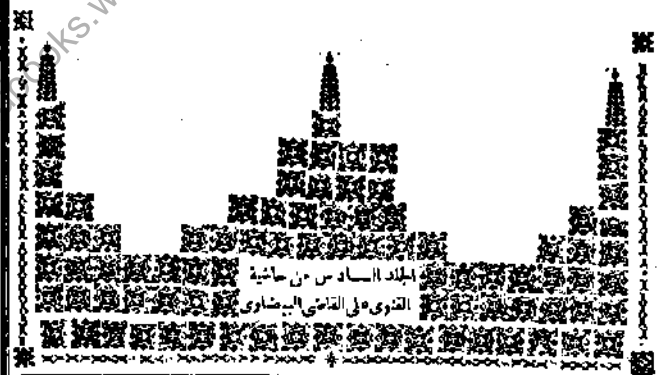 المجلد السادس من حاشية
القنوى على القاضى البيضاوى